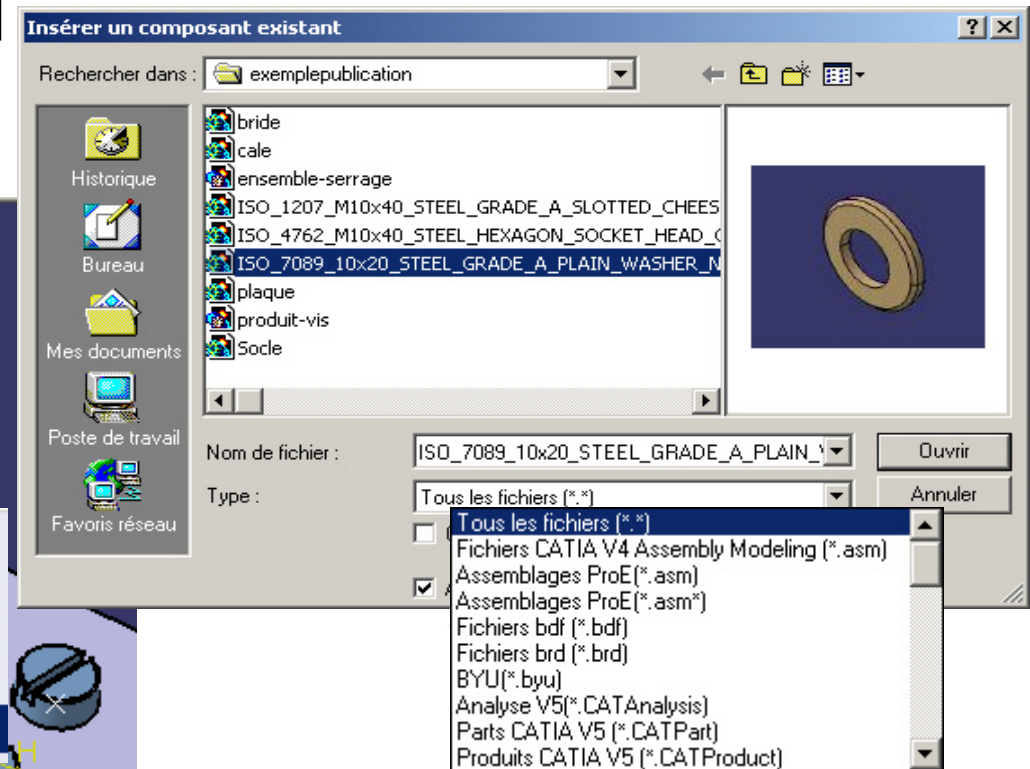 Insérer un composant existant
Rechercher dans : exemplepublication
Historique
Bureau
Mes documents
Poste de travail
Favoris réseau
bride
cale
ensemble-serrage
ISO_1207_M10x40_STEEL_GRADE_A_SLOTTED_CHEES
ISO_4762_M10x40_STEEL_HEXAGON_SOCKET_HEAD_
ISO_7089_10x20_STEEL_GRADE_A_PLAIN_WASHER_N
plaque
produit-vis
Socle
Nom de fichier : ISO_7089_10x20_STEEL_GRADE_A_PLAIN_
Ouvrir
Type : Tous les fichiers (*.*)
Annuler
Tous les fichiers (*.*)
Fichiers CATIA V4 Assembly Modeling (*.asm)
Assemblages ProE(*.asm)
Assemblages ProE(*.asm*)
Fichiers bdf (*.bdf)
Fichiers brd (*.brd)
BYU(*.byu)
Analyse V5(*.CATAnalysis)
Parts CATIA V5 (*.CATPart)
Produits CATIA V5 (*.CATProduct)
H